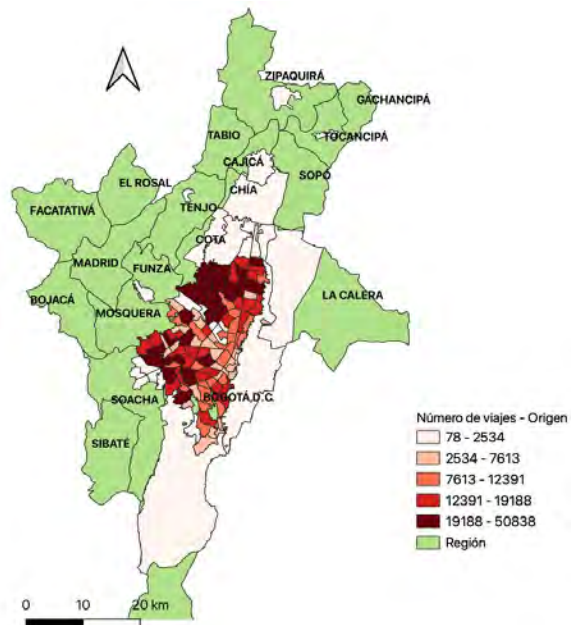 ZIPAQUIRÁ
GACHANCIPÁ
TOCANCIPÁ
TABIO
CAJICÁ
SOPÓ
EL ROSAL
CHÍA
FACATATIVÁ
TENJO
COTA
MADRID
FUNZA
BOJACÁ
LA CALERA
MOSQUERA
SOACHA
BOGOTÁ D.C.
SIBATÉ
Número de viajes - Origen
78 - 2534
2534 - 7613
7613 - 12391
12391 - 19188
19188 - 50838
Región
0 10 20 km